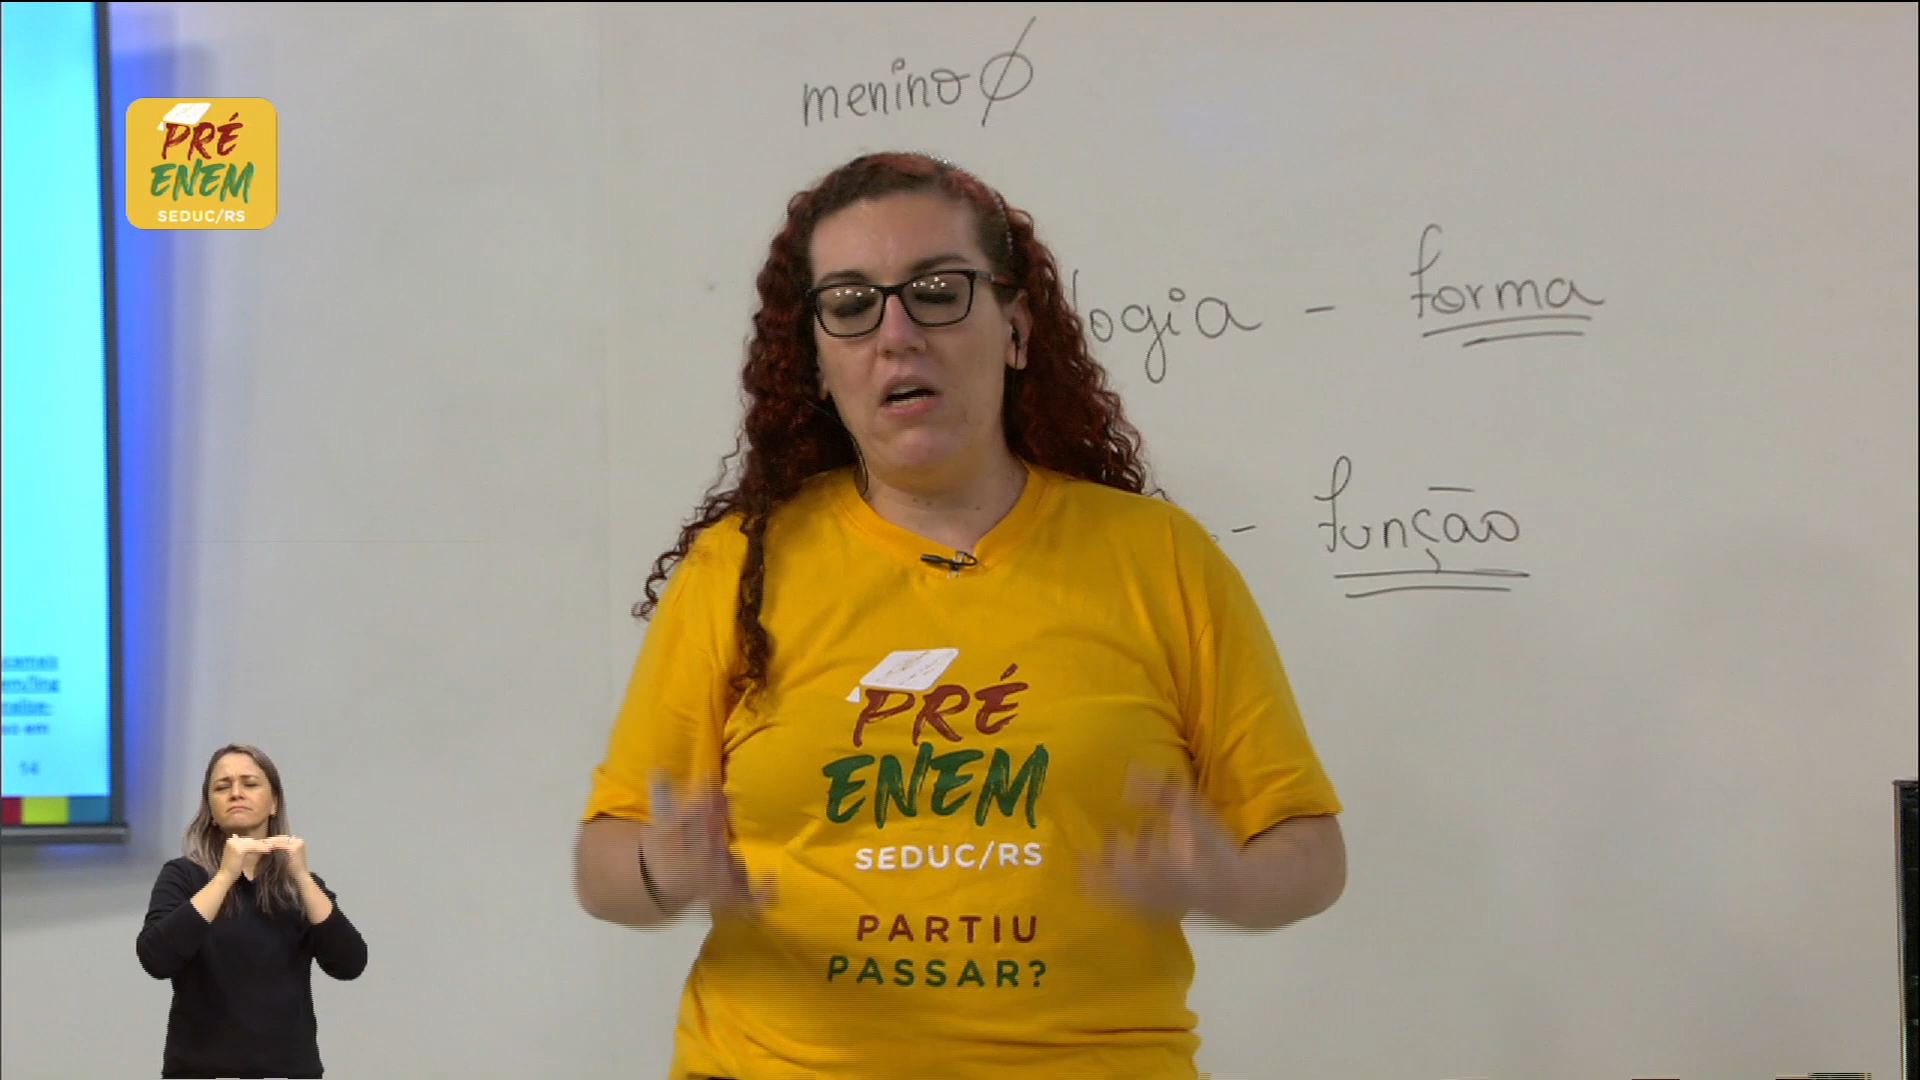 menino Ø
PRÉ
ENEM
SEDUC/RS
logia - forma
- função
PRÉ
ENEM
SEDUC/RS
PARTIU
PASSAR?
14